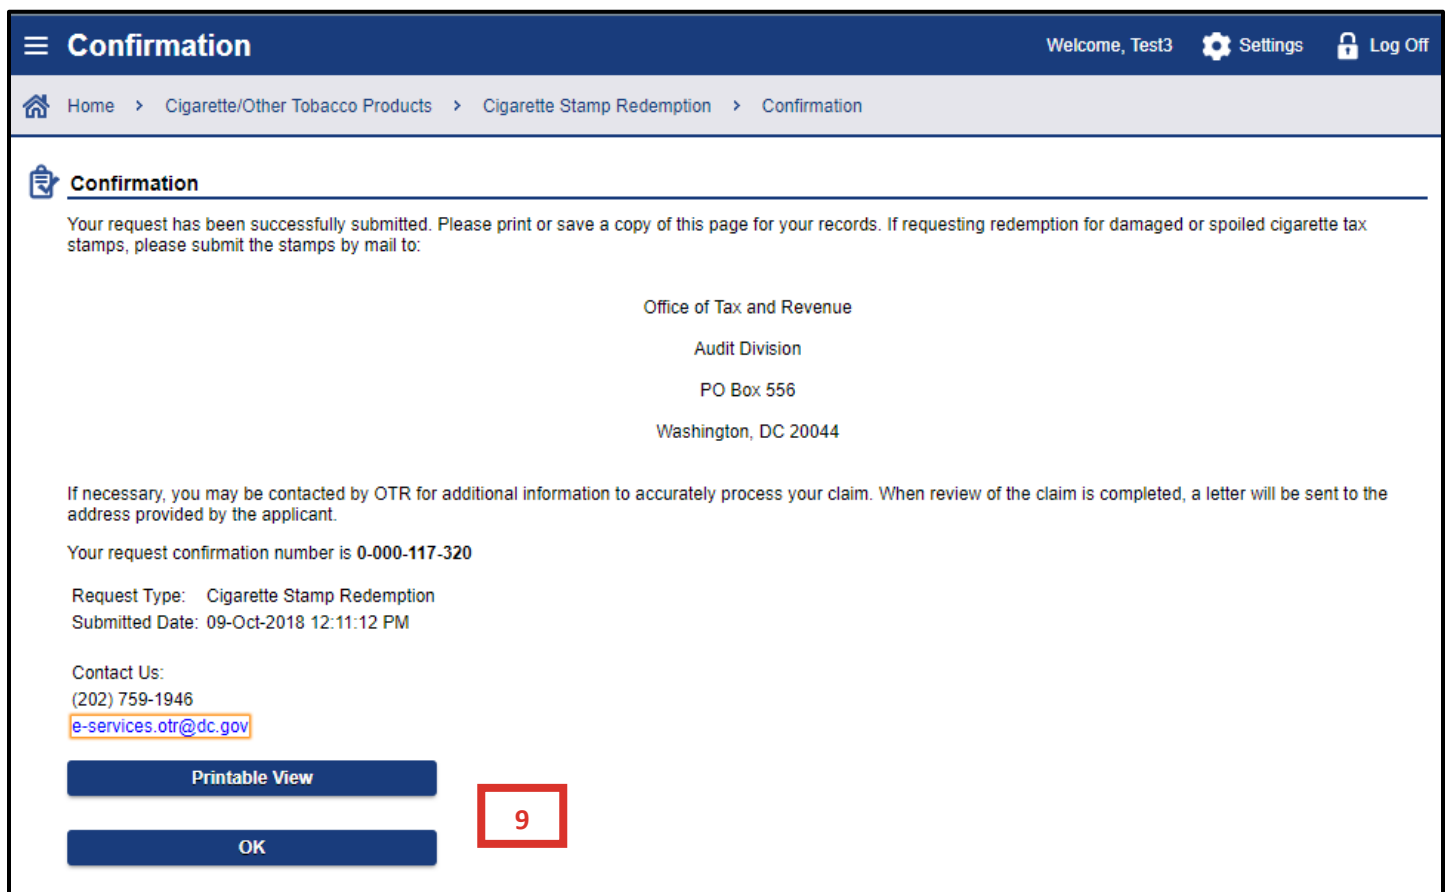 Confirmation
Welcome, Test3 Settings Log Off
Home > Cigarette/Other Tobacco Products > Cigarette Stamp Redemption > Confirmation
Confirmation
Your request has been successfully submitted. Please print or save a copy of this page for your records. If requesting redemption for damaged or spoiled cigarette tax
stamps, please submit the stamps by mail to:
Office of Tax and Revenue
Audit Division
PO Box 556
Washington, DC 20044
If necessary, you may be contacted by OTR for additional information to accurately process your claim. When review of the claim is completed, a letter will be sent to the
address provided by the applicant.
Your request confirmation number is 0-000-117-320
Request Type: Cigarette Stamp Redemption
Submitted Date: 09-Oct-2018 12:11:12 PM
Contact Us:
(202) 759-1946
e-services.otr@dc.gov
Printable View
9
OK